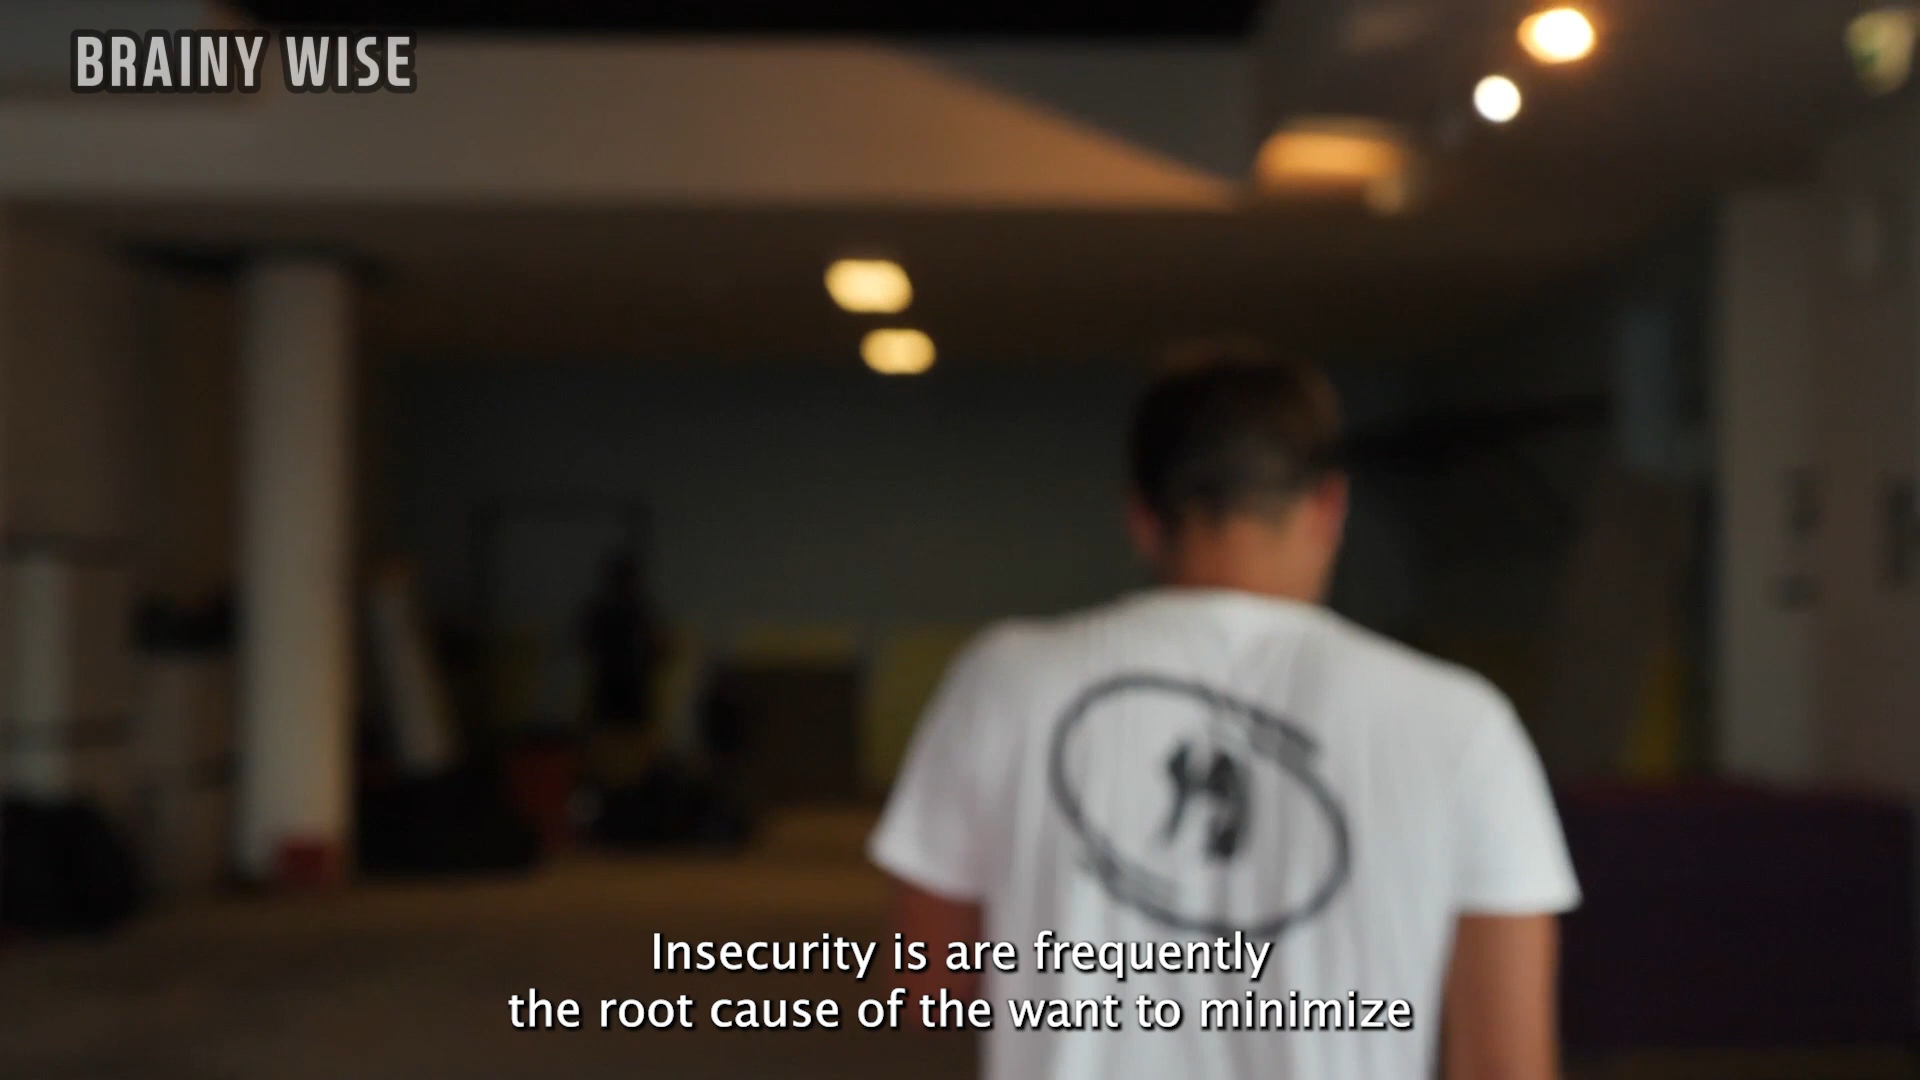 BRAINY WISE
Insecurity is are frequently
the root cause of the want to minimize